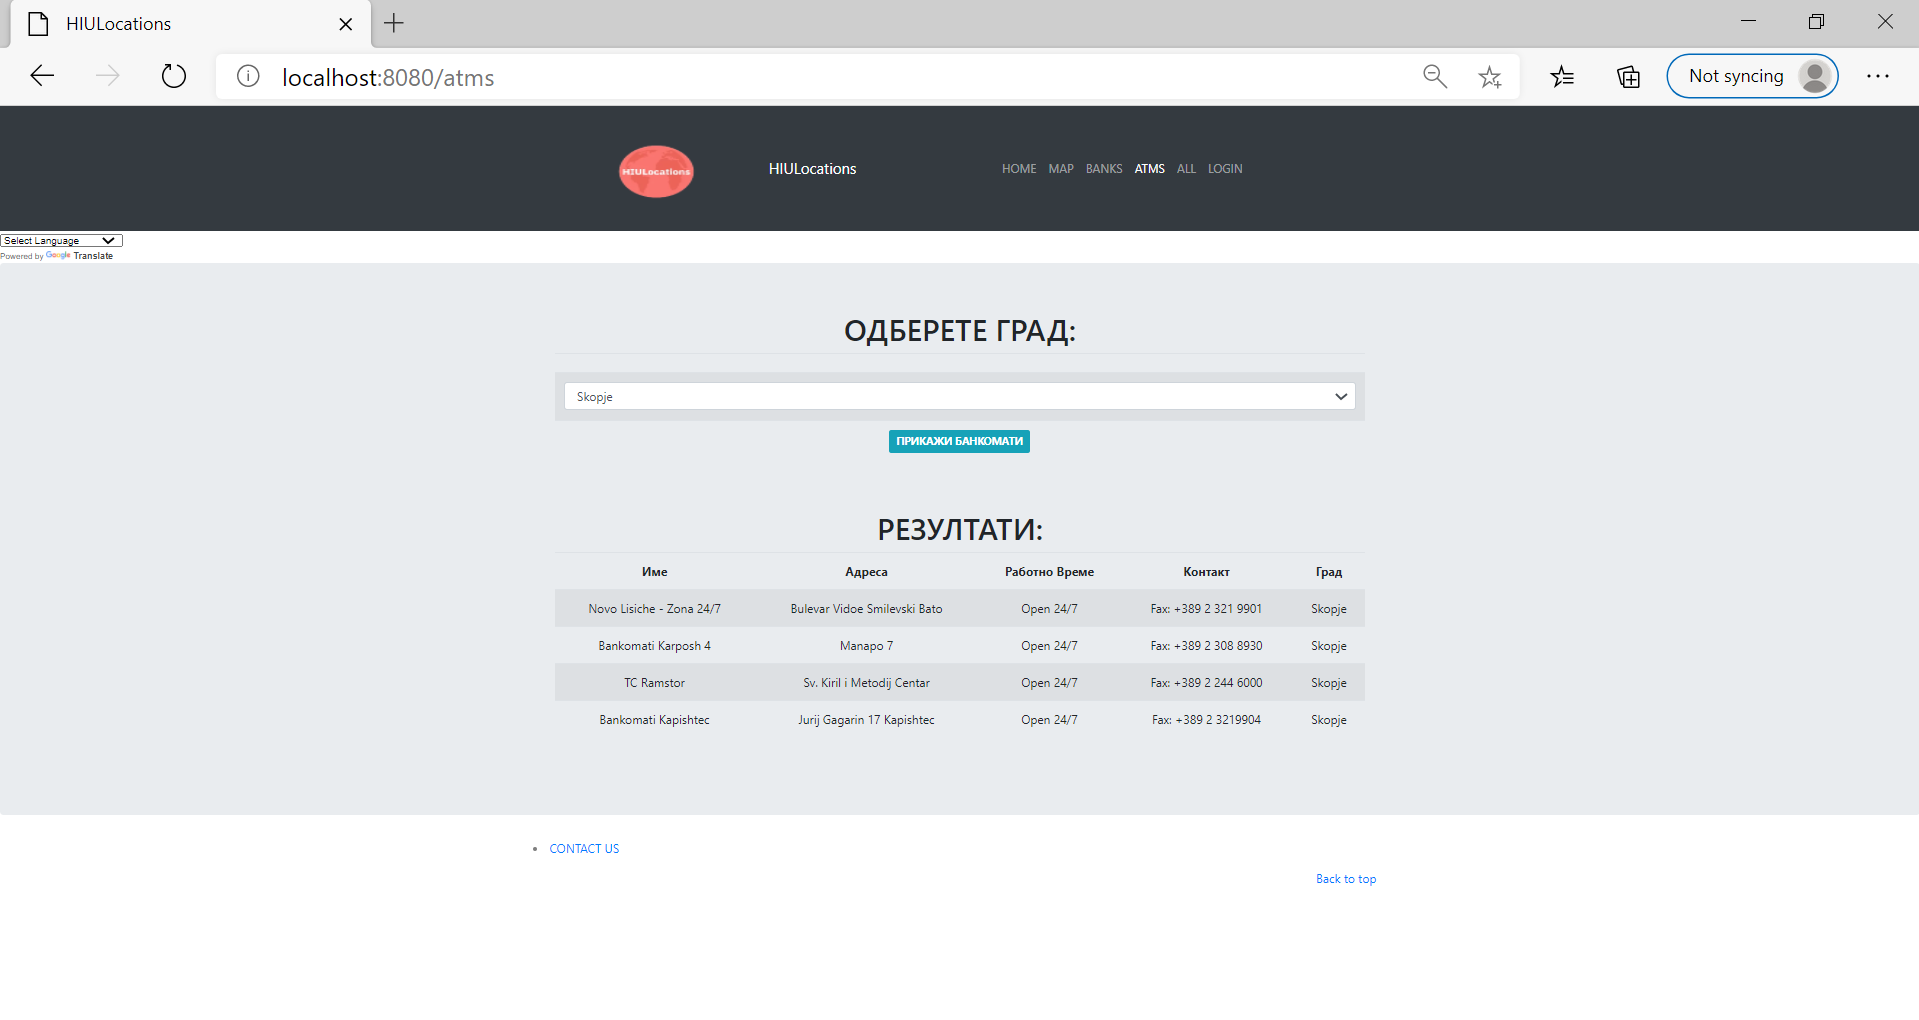 HIULocations
localhost:8080/atms
Not syncing
HIULocations
HIULocations
HOME MAP BANKS ATMS ALL LOGIN
Select Language
Powered by Google Translate
ОДБЕРЕТЕ ГРАД:
Skopje
ПРИКАЖИ БАНКОМАТИ
РЕЗУЛТАТИ:
Име Адреса Работно Време Контакт Град
Novo Lisiche - Zona 24/7 Bulevar Vidoe Smilevski Bato Open 24/7 Fax: +389 2 321 9901 Skopje
Bankomati Karposh 4 Manapo 7 Open 24/7 Fax: +389 2 308 8930 Skopje
TC Ramstor Sv. Kiril i Metodij Centar Open 24/7 Fax: +389 2 244 6000 Skopje
Bankomati Kapishtec Jurij Gagarin 17 Kapishtec Open 24/7 Fax: +389 2 3219904 Skopje
CONTACT US
Back to top